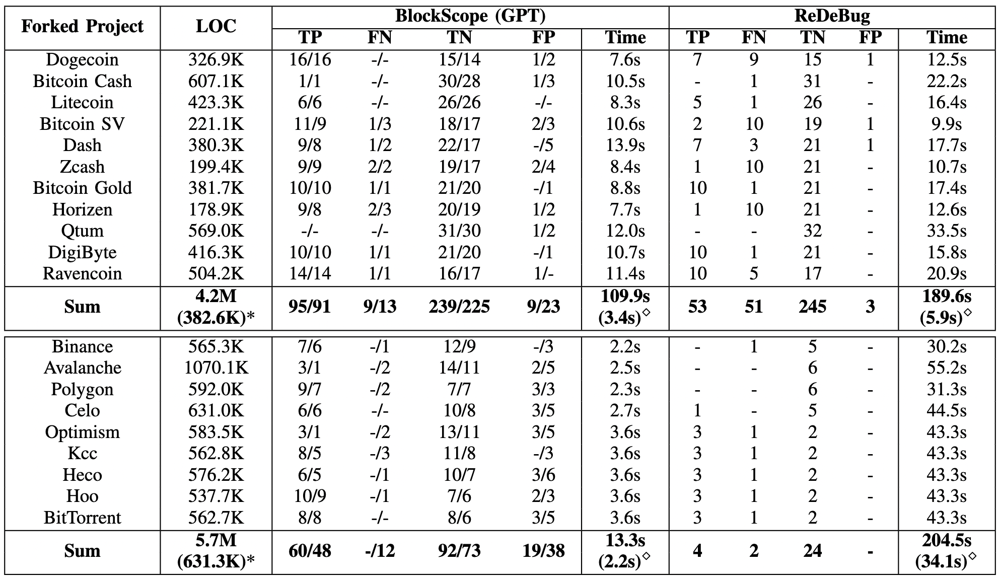 Forked Project LOC BlockScope (GPT) ReDeBug
TP FN TN FP Time TP FN TN FP Time
Dogecoin 326.9K 16/16 -/- 15/14 1/2 7.6s 7 9 15 1 12.5s
Bitcoin Cash 607.1K 1/1 -/- 30/28 1/3 10.5s - 1 31 - 22.2s
Litecoin 423.3K 6/6 -/- 26/26 -/- 8.3s 5 1 26 - 16.4s
Bitcoin SV 221.1K 11/9 1/3 18/17 2/3 10.6s 2 10 19 1 9.9s
Dash 380.3K 9/8 1/2 22/17 -/5 13.9s 7 3 21 1 17.7s
Zcash 199.4K 9/9 2/2 19/17 2/4 8.4s 1 10 21 - 10.7s
Bitcoin Gold 381.7K 10/10 1/1 21/20 -/1 8.8s 10 1 21 - 17.4s
Horizen 178.9K 9/8 2/3 20/19 1/2 7.7s 1 10 21 - 12.6s
Qtum 569.0K -/- -/- 31/30 1/2 12.0s - - 32 - 33.5s
DigiByte 416.3K 10/10 1/1 21/20 -/1 10.7s 10 1 21 - 15.8s
Ravencoin 504.2K 14/14 1/1 16/17 1/- 11.4s 10 5 17 - 20.9s
Sum 4.2M (382.6K)* 95/91 9/13 239/225 9/23 109.9s (3.4s)◇ 53 51 245 3 189.6s (5.9s)◇
Binance 565.3K 7/6 -/1 12/9 -/3 2.2s - 1 5 - 30.2s
Avalanche 1070.1K 3/1 -/2 14/11 2/5 2.5s - - 6 - 55.2s
Polygon 592.0K 9/7 -/2 7/7 3/3 2.3s - - 6 - 31.3s
Celo 631.0K 6/6 -/- 10/8 3/5 2.7s 1 - 5 - 44.5s
Optimism 583.5K 3/1 -/2 13/11 3/5 3.6s 3 1 2 - 43.3s
Kcc 562.8K 8/5 -/3 11/8 -/3 3.6s 3 1 2 - 43.3s
Heco 576.2K 6/5 -/1 10/7 3/6 3.6s 3 1 2 - 43.3s
Hoo 537.7K 10/9 -/1 7/6 2/3 3.6s 3 1 2 - 43.3s
BitTorrent 562.7K 8/8 -/- 8/6 3/5 3.6s 3 1 2 - 43.3s
Sum 5.7M (631.3K)* 60/48 -/12 92/73 19/38 13.3s (2.2s)◇ 4 2 24 - 204.5s (34.1s)◇